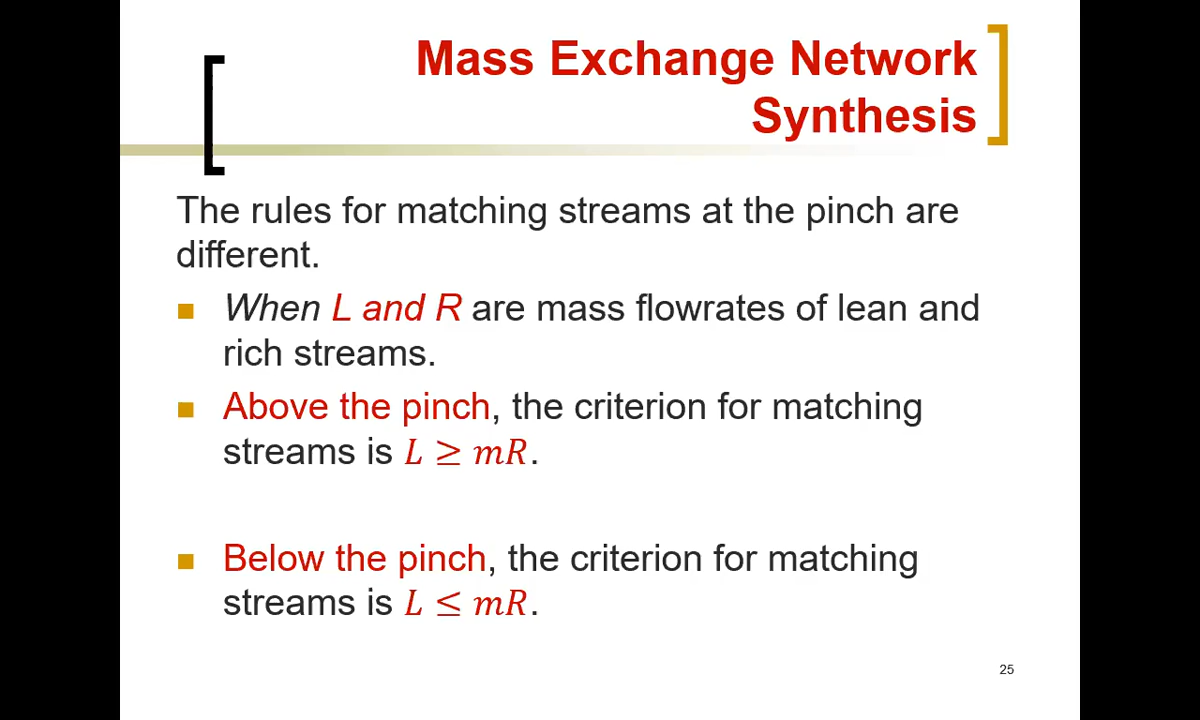 Mass Exchange Network
Synthesis
The rules for matching streams at the pinch are
different.
When L and R are mass flowrates of lean and
rich streams.
Above the pinch, the criterion for matching
streams is L ≥ mR.
Below the pinch, the criterion for matching
streams is L ≤ mR.
25